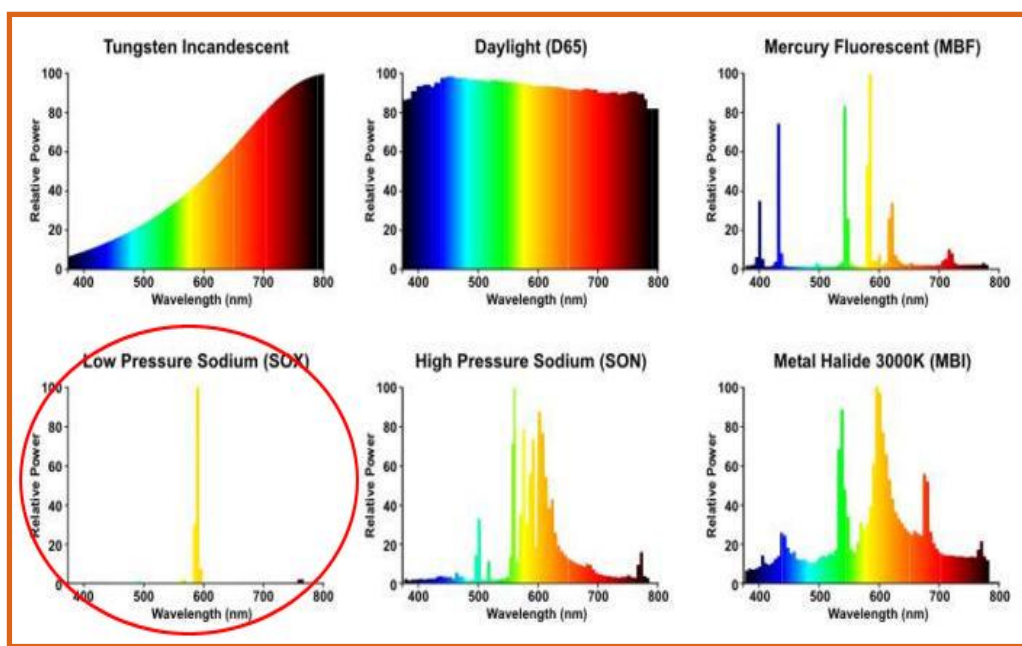 Tungsten Incandescent
Daylight (D65)
Mercury Fluorescent (MBF)
Relative Power
100
80
60
40
20
0
400 500 600 700 800
Wavelength (nm)
Relative Power
100
80
60
40
20
0
400 500 600 700 800
Wavelength (nm)
Relative Power
100
80
60
40
20
0
400 500 600 700 800
Wavelength (nm)
Low Pressure Sodium (SOX)
High Pressure Sodium (SON)
Metal Halide 3000K (MBI)
Relative Power
100
80
60
40
20
0
400 500 600 700 800
Wavelength (nm)
Relative Power
100
80
60
40
20
0
400 500 600 700 800
Wavelength (nm)
Relative Power
100
80
60
40
20
0
400 500 600 700 800
Wavelength (nm)